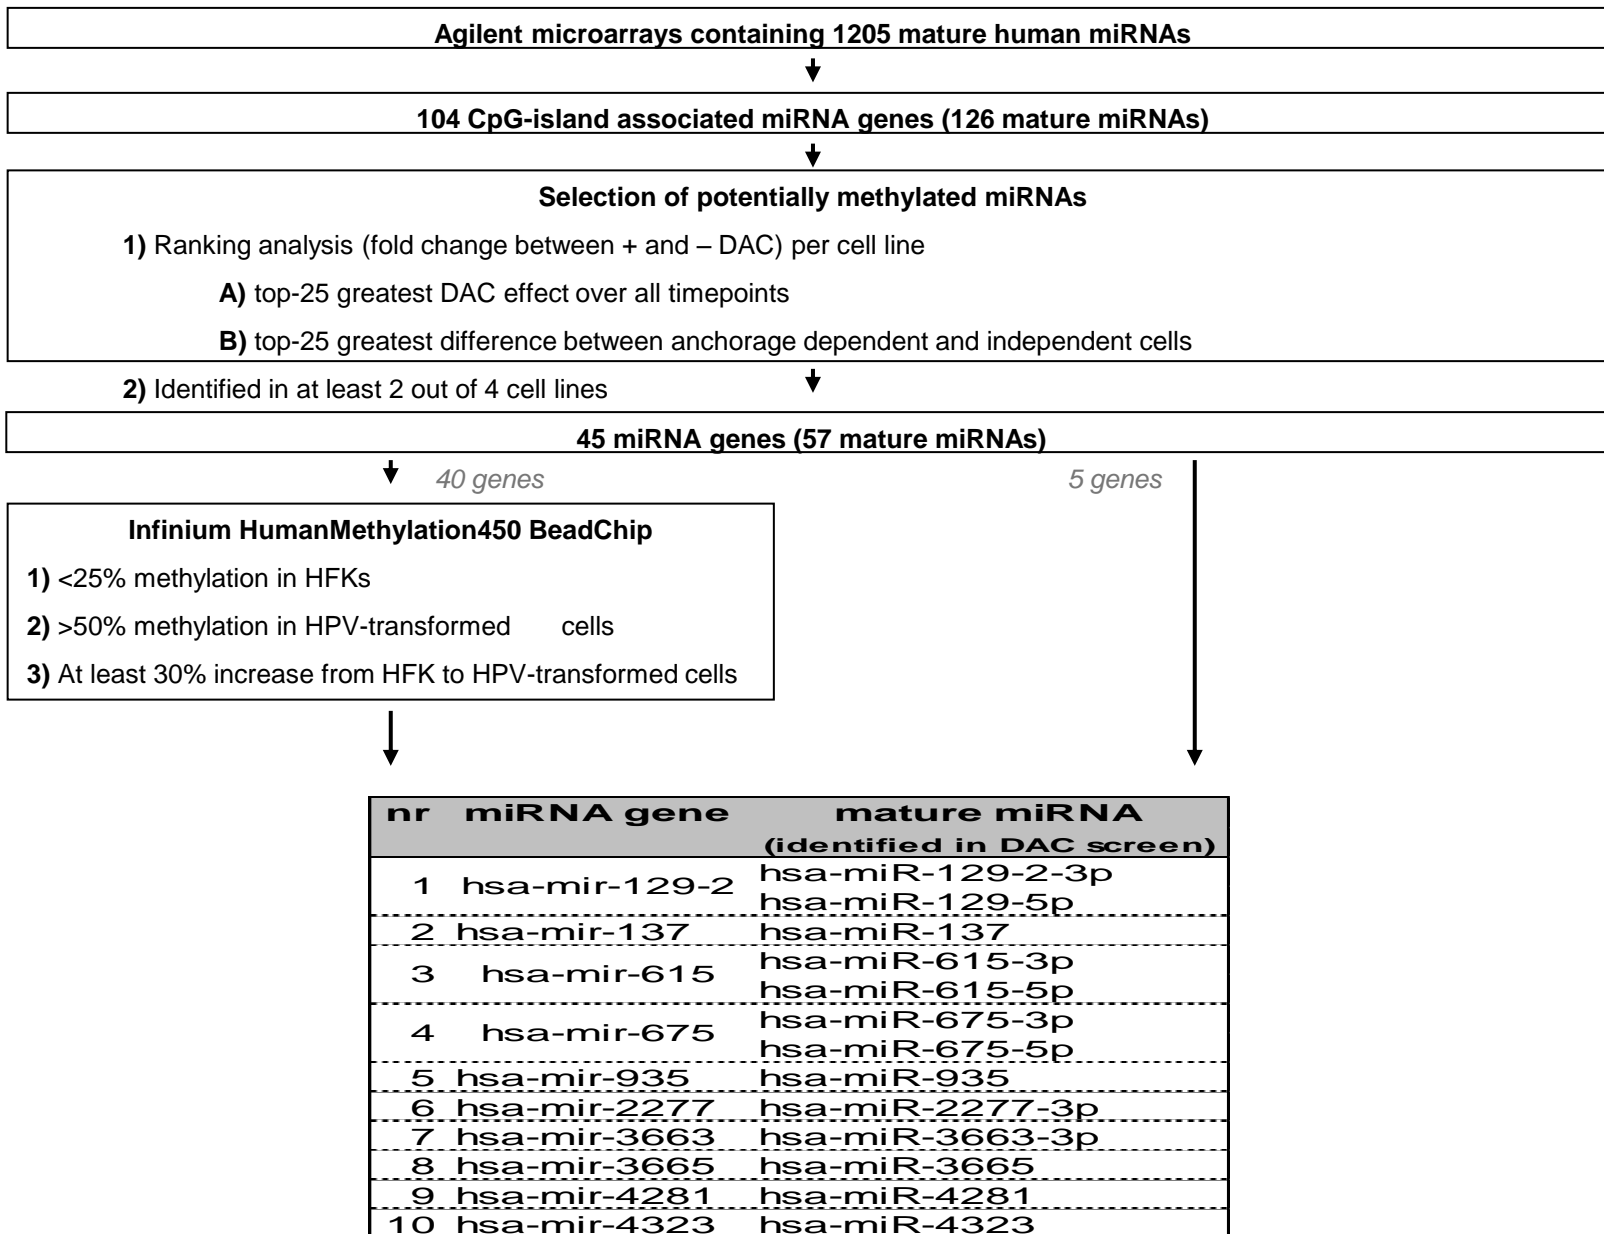 Agilent microarrays containing 1205 mature human miRNAs
104 CpG-island associated miRNA genes (126 mature miRNAs)
Selection of potentially methylated miRNAs
1) Ranking analysis (fold change between + and – DAC) per cell line
A) top-25 greatest DAC effect over all timepoints
B) top-25 greatest difference between anchorage dependent and independent cells
2) Identified in at least 2 out of 4 cell lines
45 miRNA genes (57 mature miRNAs)
40 genes
5 genes
Infinium HumanMethylation450 BeadChip
1) <25% methylation in HFKs
2) >50% methylation in HPV-transformed cells
3) At least 30% increase from HFK to HPV-transformed cells
nr miRNA gene mature miRNA
(identified in DAC screen)
1 hsa-mir-129-2 hsa-miR-129-2-3p
hsa-miR-129-5p
2 hsa-mir-137 hsa-miR-137
3 hsa-mir-615 hsa-miR-615-3p
hsa-miR-615-5p
4 hsa-mir-675 hsa-miR-675-3p
hsa-miR-675-5p
5 hsa-mir-935 hsa-miR-935
6 hsa-mir-2277 hsa-miR-2277-3p
7 hsa-mir-3663 hsa-miR-3663-3p
8 hsa-mir-3665 hsa-miR-3665
9 hsa-mir-4281 hsa-miR-4281
10 hsa-mir-4323 hsa-miR-4323